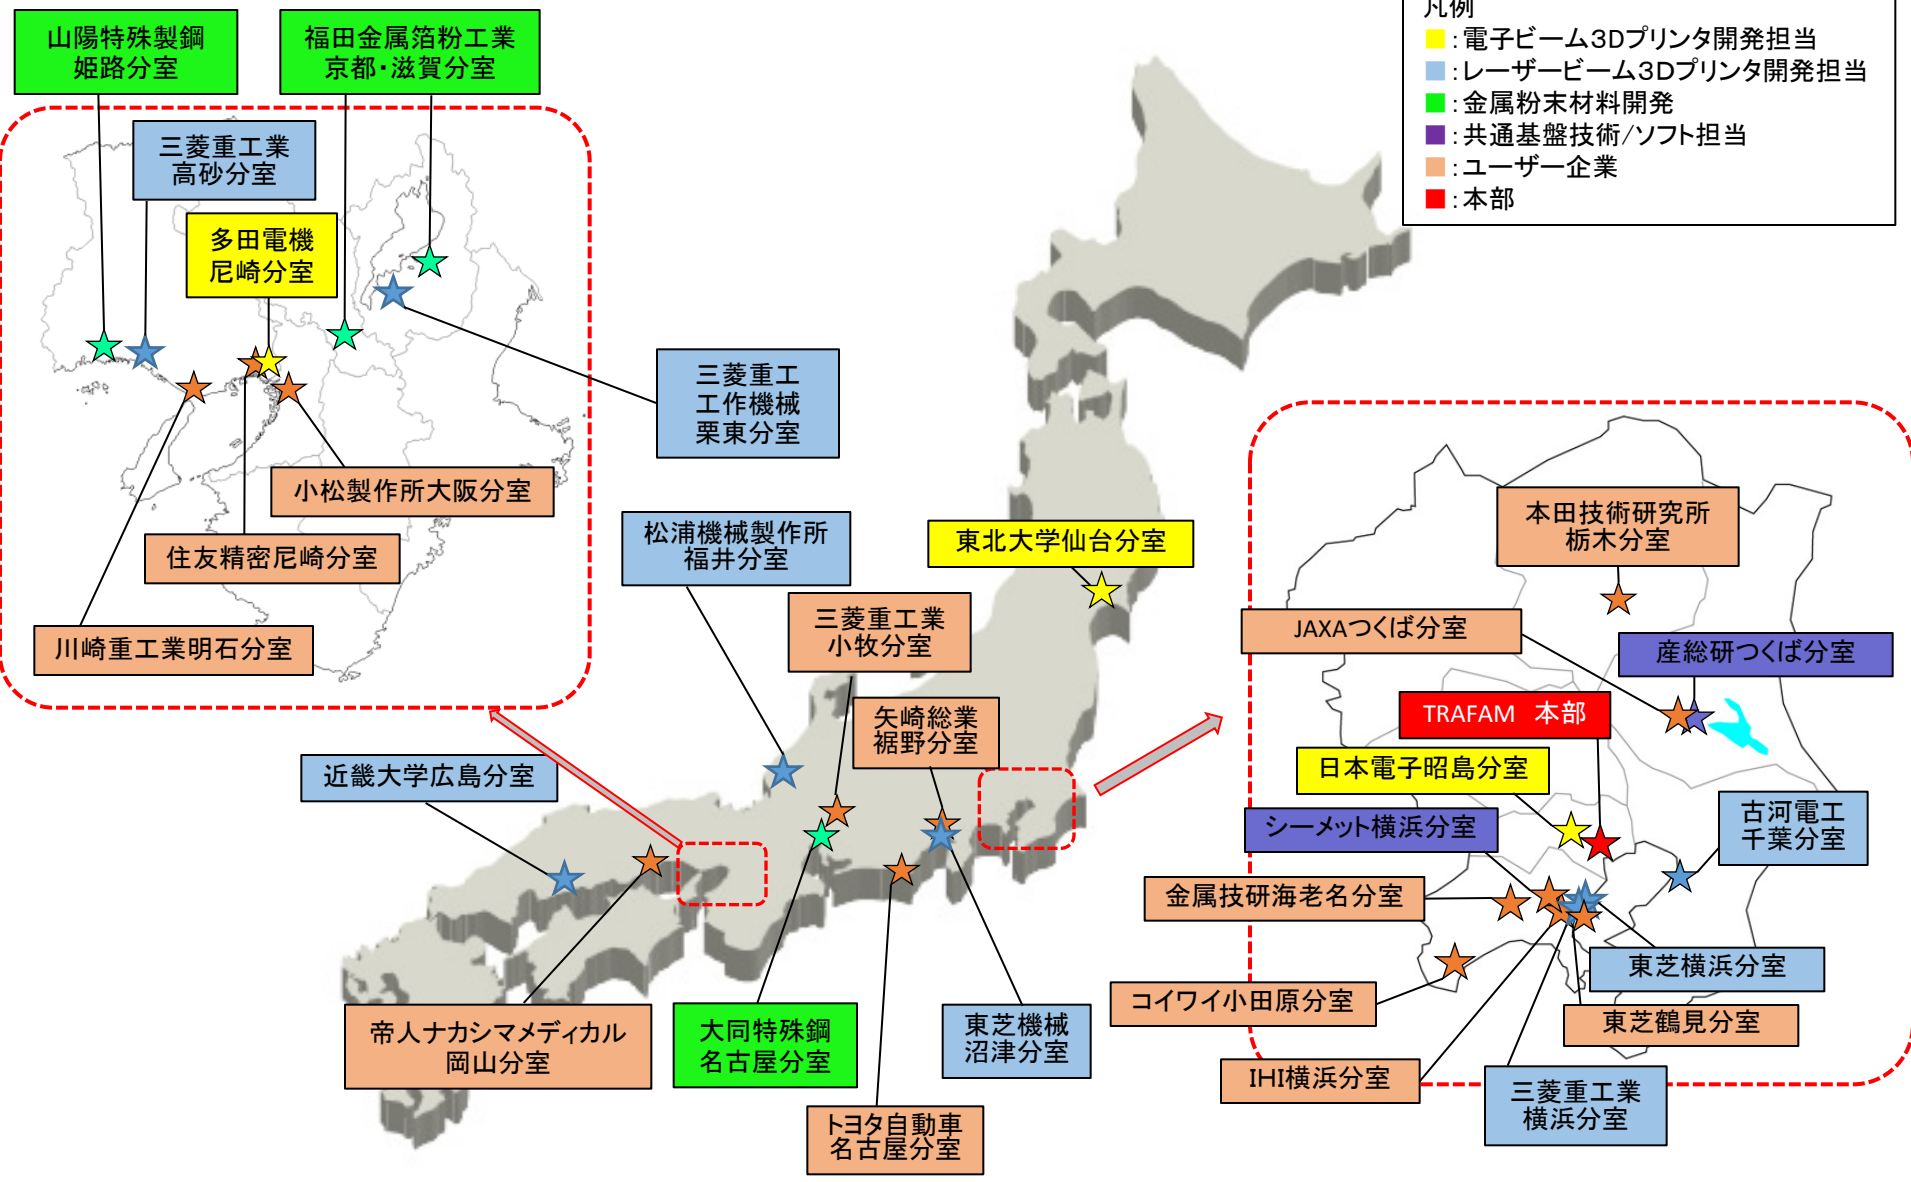 凡例
:電子ビーム3Dプリンタ開発担当
:レーザービーム3Dプリンタ開発担当
:金属粉末材料開発
:共通基盤技術/ソフト担当
:ユーザー企業
:本部
山陽特殊製鋼
姫路分室
福田金属箔粉工業
京都・滋賀分室
三菱重工業
高砂分室
多田電機
尼崎分室
三菱重工
工作機械
栗東分室
小松製作所大阪分室
住友精密尼崎分室
川崎重工業明石分室
松浦機械製作所
福井分室
東北大学仙台分室
三菱重工業
小牧分室
矢崎総業
裾野分室
近畿大学広島分室
帝人ナカシマメディカル
岡山分室
大同特殊鋼
名古屋分室
トヨタ自動車
名古屋分室
東芝機械
沼津分室
本田技術研究所
栃木分室
JAXAつくば分室
産総研つくば分室
TRAFAM 本部
日本電子昭島分室
シーメット横浜分室
古河電工
千葉分室
金属技研海老名分室
東芝横浜分室
コイワイ小田原分室
東芝鶴見分室
IHI横浜分室
三菱重工業
横浜分室